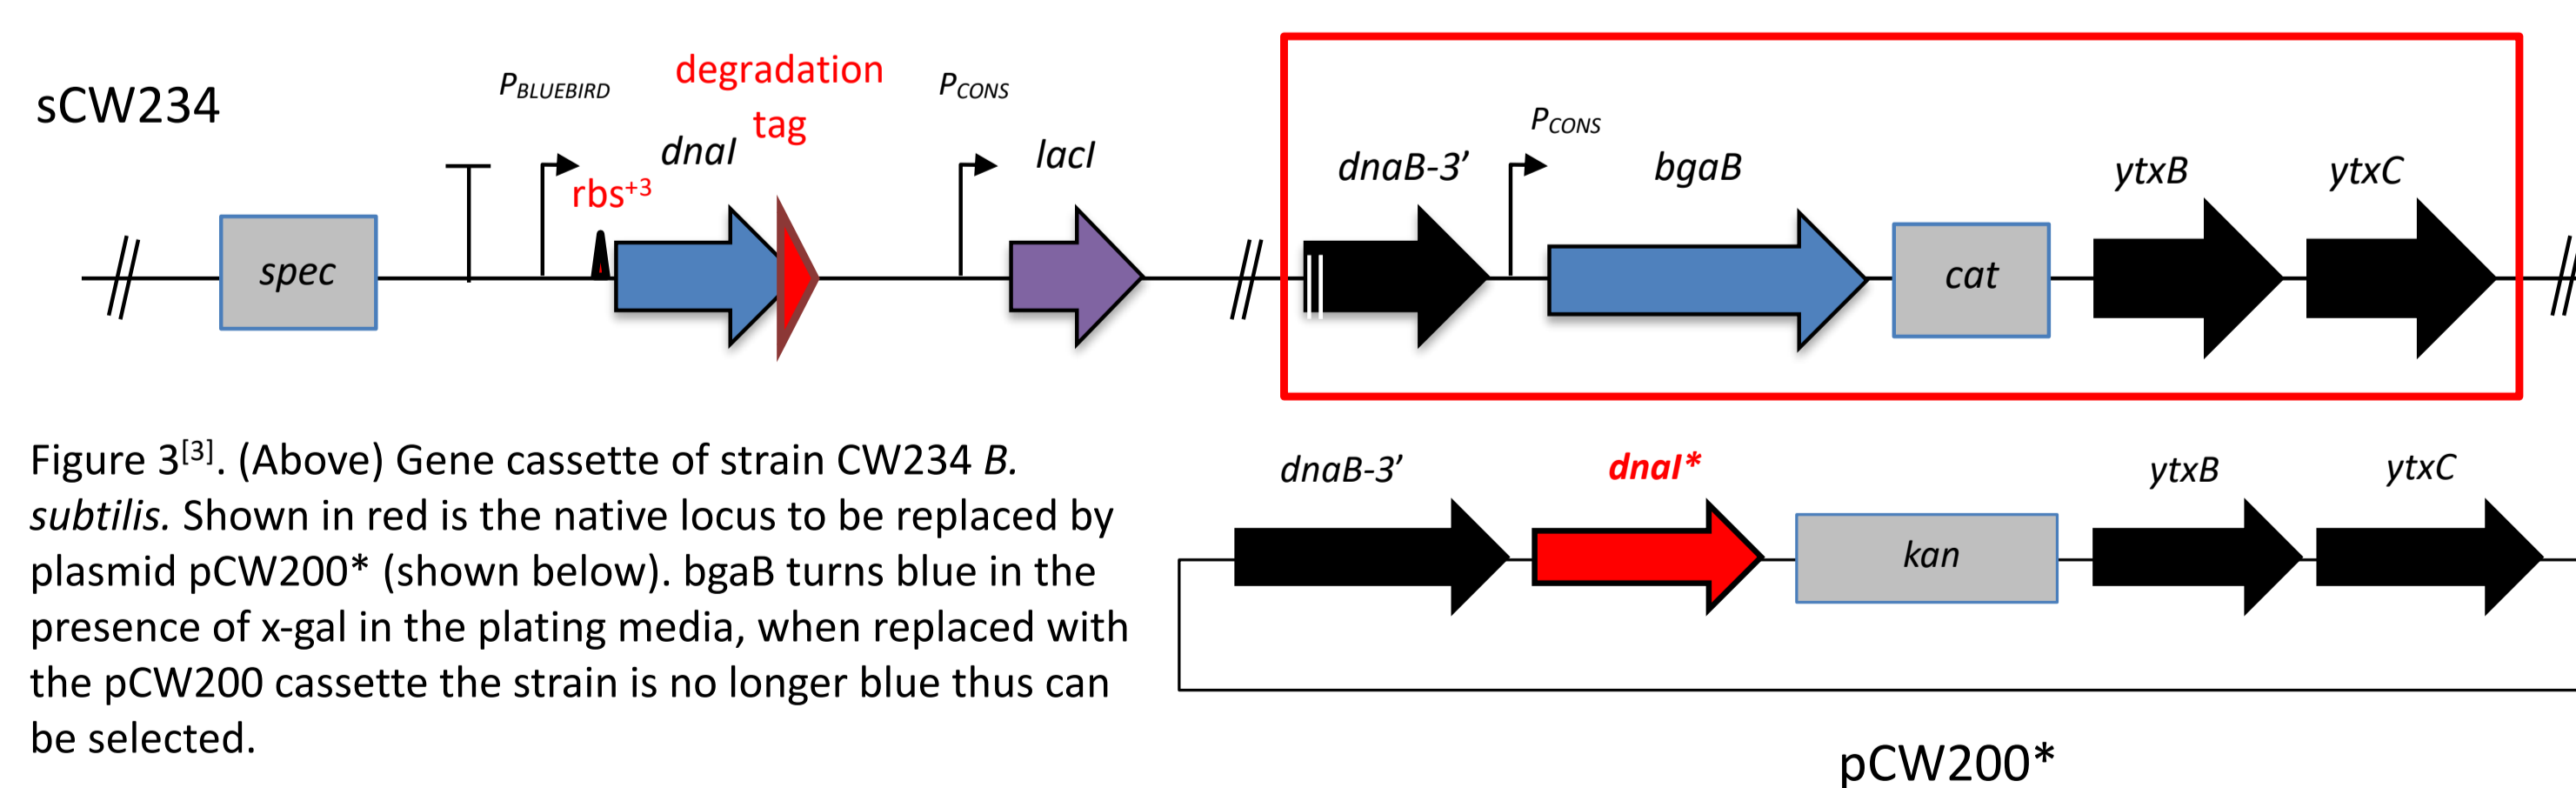 sCW234
P_BLUEBIRD
degradation
tag
rbs+3
dnaI
P_CONS
lacI
dnaB-3’
P_CONS
bgaB
ytxB
ytxC
spec
cat
Figure 3[3]. (Above) Gene cassette of strain CW234 B.
subtilis. Shown in red is the native locus to be replaced by
plasmid pCW200* (shown below). bgaB turns blue in the
presence of x-gal in the plating media, when replaced with
the pCW200 cassette the strain is no longer blue thus can
be selected.
dnaB-3’
dnaI*
ytxB
ytxC
kan
pCW200*